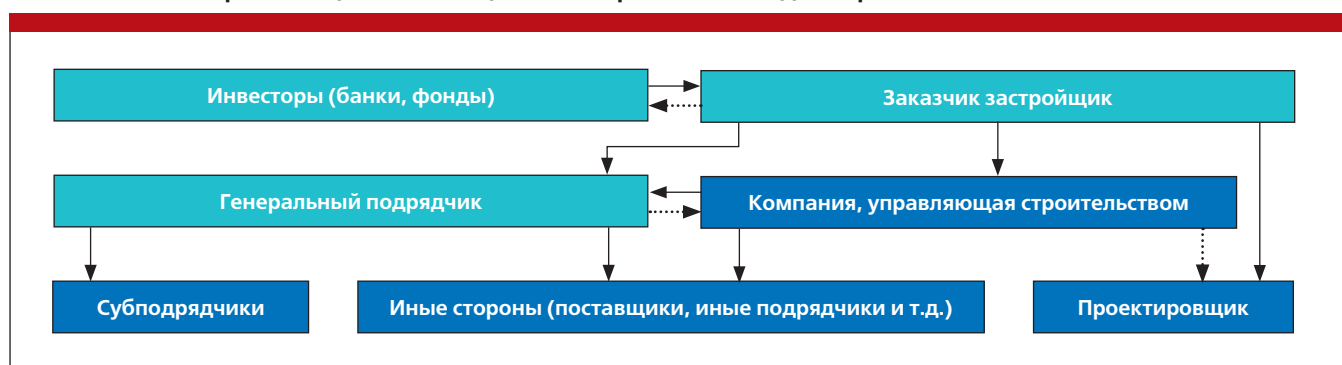 Инвесторы (банки, фонды)
Заказчик застройщик
Генеральный подрядчик
Компания, управляющая строительством
Субподрядчики
Иные стороны (поставщики, иные подрядчики и т.д.)
Проектировщик